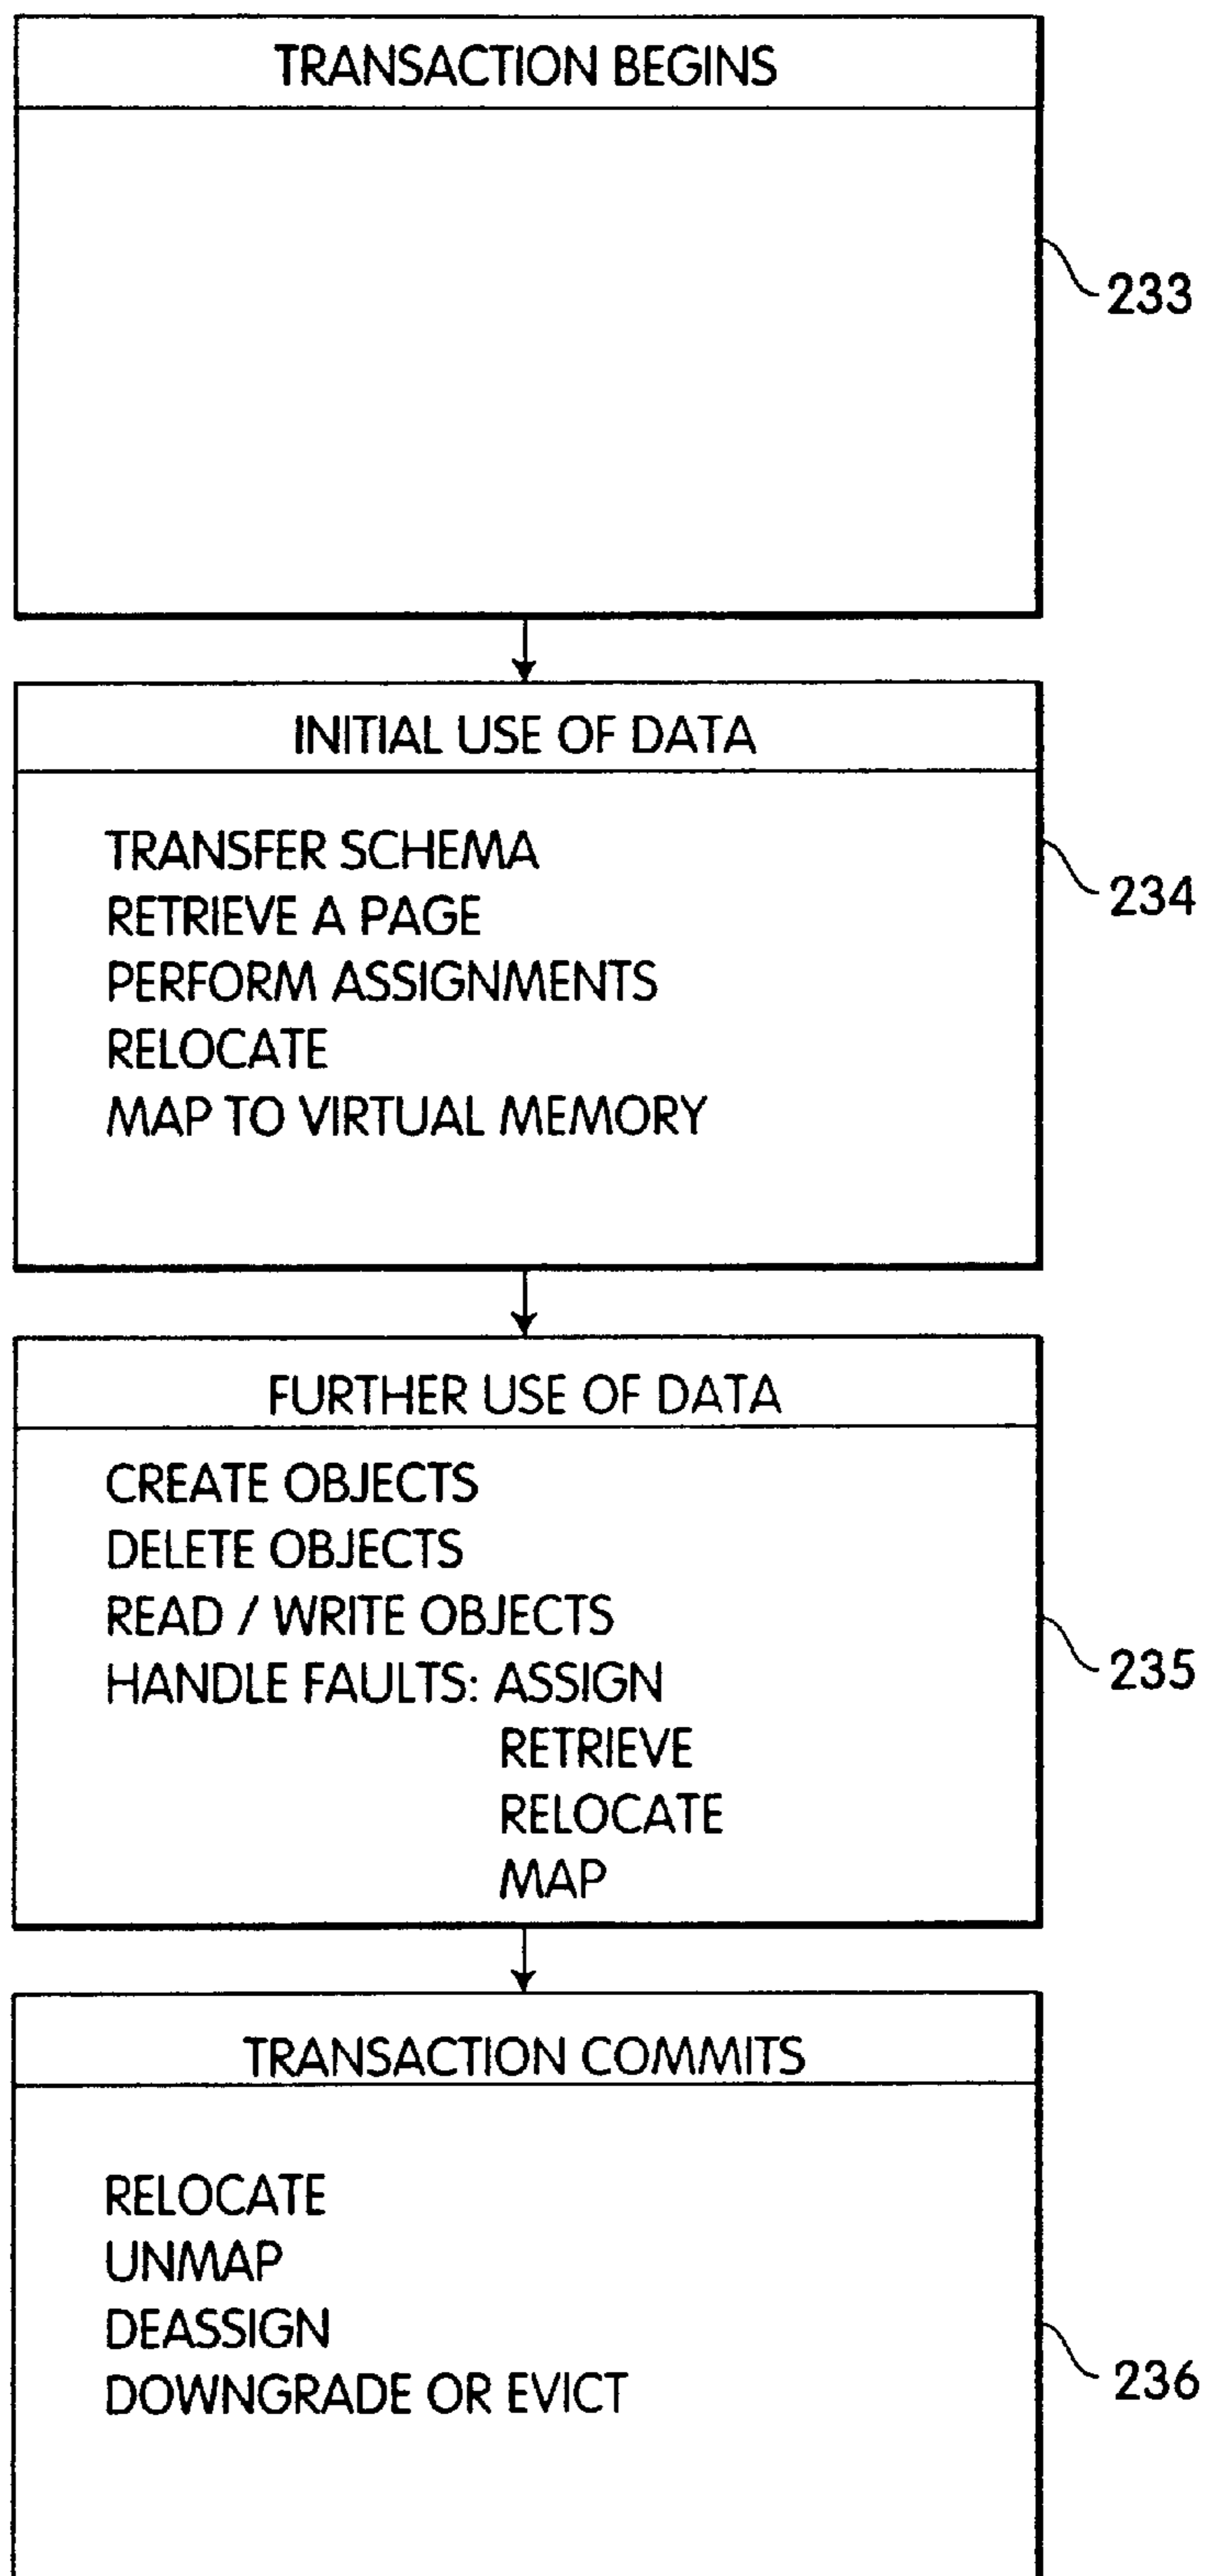 TRANSACTION BEGINS
233
INITIAL USE OF DATA
TRANSFER SCHEMA
234
RETRIEVE A PAGE
PERFORM ASSIGNMENTS
RELOCATE
MAP TO VIRTUAL MEMORY
FURTHER USE OF DATA
CREATE OBJECTS
DELETE OBJECTS
READ / WRITE OBJECTS
HANDLE FAULTS: ASSIGN
235
RETRIEVE
RELOCATE
MAP
TRANSACTION COMMITS
RELOCATE
UNMAP
DEASSIGN
DOWNGRADE OR EVICT
236